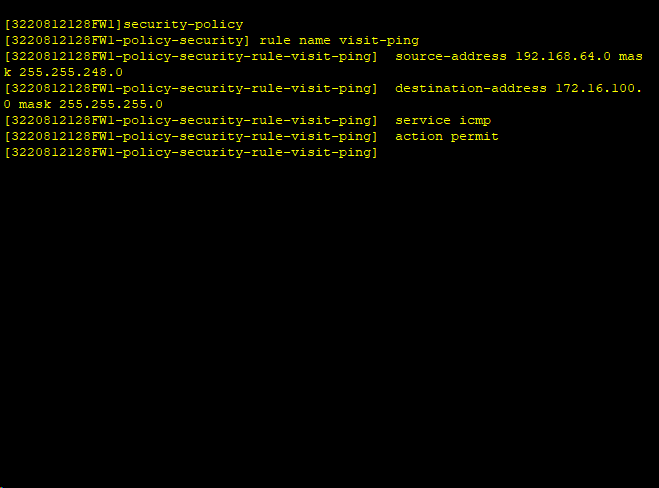 [3220812128FW1]security-policy
[3220812128FW1-policy-security] rule name visit-ping
[3220812128FW1-policy-security-rule-visit-ping]  source-address 192.168.64.0 mas
k 255.255.248.0
[3220812128FW1-policy-security-rule-visit-ping]  destination-address 172.16.100.
0 mask 255.255.255.0
[3220812128FW1-policy-security-rule-visit-ping]  service icmp
[3220812128FW1-policy-security-rule-visit-ping]  action permit
[3220812128FW1-policy-security-rule-visit-ping]